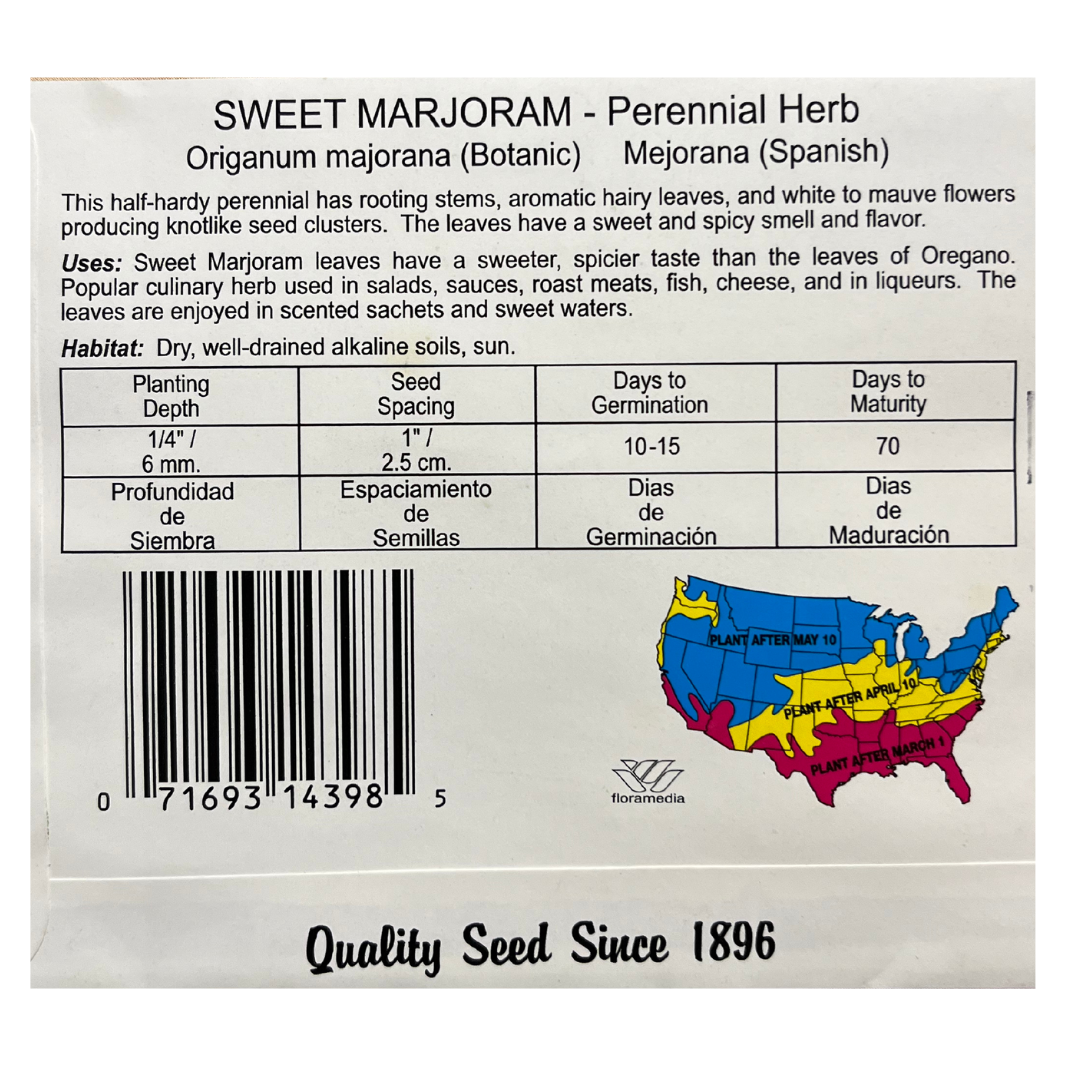 SWEET MARJORAM - Perennial Herb
Origanum majorana (Botanic) Mejorana (Spanish)
This half-hardy perennial has rooting stems, aromatic hairy leaves, and white to mauve flowers
producing knotlike seed clusters. The leaves have a sweet and spicy smell and flavor.
Uses: Sweet Marjoram leaves have a sweeter, spicier taste than the leaves of Oregano.
Popular culinary herb used in salads, sauces, roast meats, fish, cheese, and in liqueurs. The
leaves are enjoyed in scented sachets and sweet waters.
Habitat: Dry, well-drained alkaline soils, sun.
Planting
Depth
Seed
Spacing
Days to
Germination
Days to
Maturity
1/4" /
6 mm.
1" /
2.5 cm.
10-15
70
Profundidad
de
Siembra
Espaciamiento
de
Semillas
Dias
de
Germinación
Dias
de
Maduración
0 71693 14398 5
PLANT AFTER MAY 10
PLANT AFTER APRIL 10
PLANT AFTER MARCH 1
floramedia
Quality Seed Since 1896